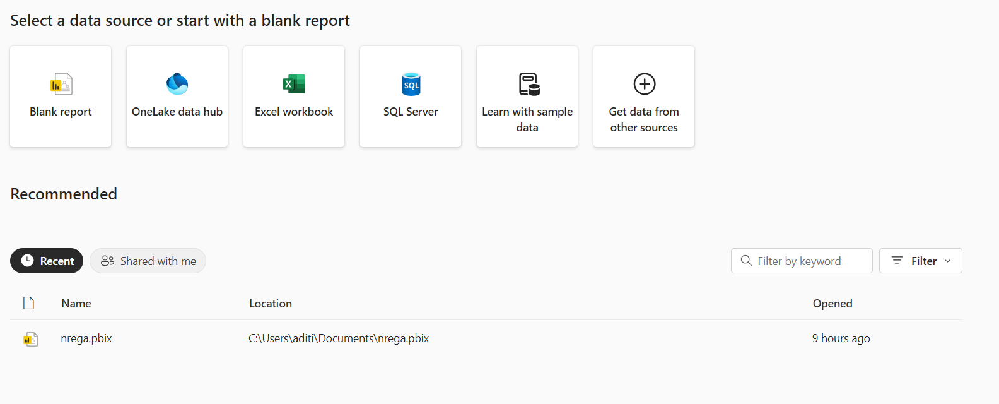 Select a data source or start with a blank report
Blank report
OneLake data hub
X
Excel workbook
SQL
SQL Server
Learn with sample
data
Get data from
other sources
Recommended
Recent
Shared with me
Filter by keyword
Filter
Name
Location
Opened
nrega.pbix
C:\Users\aditi\Documents\nrega.pbix
9 hours ago